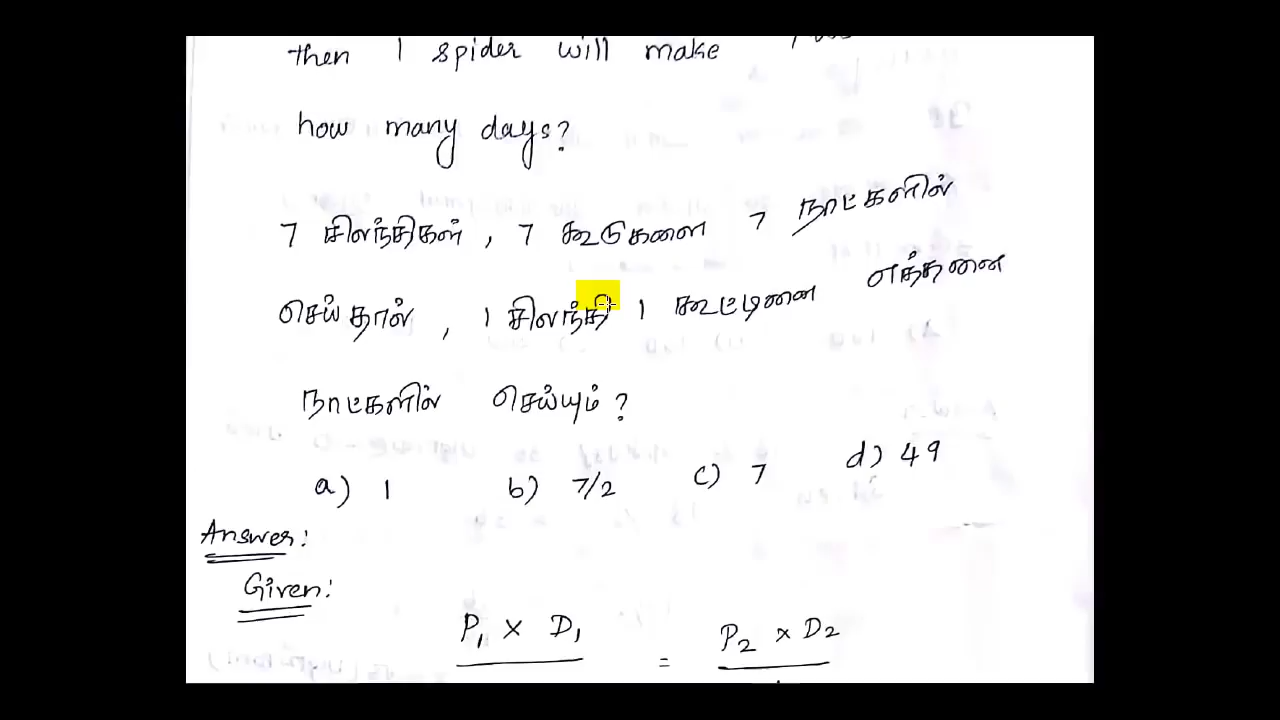 then 1 spider will make
how many days?
7 சிலந்திகள் , 7 கூடுகளை 7 நாட்களில்
செய்தால் , 1 சிலந்தி 1 கூட்டினை எத்தனை
நாட்களில் செய்யும் ?
a) 1 b) 7/2 c) 7 d) 49
Answer:
Given:
P₁ × D₁ = P₂ × D₂